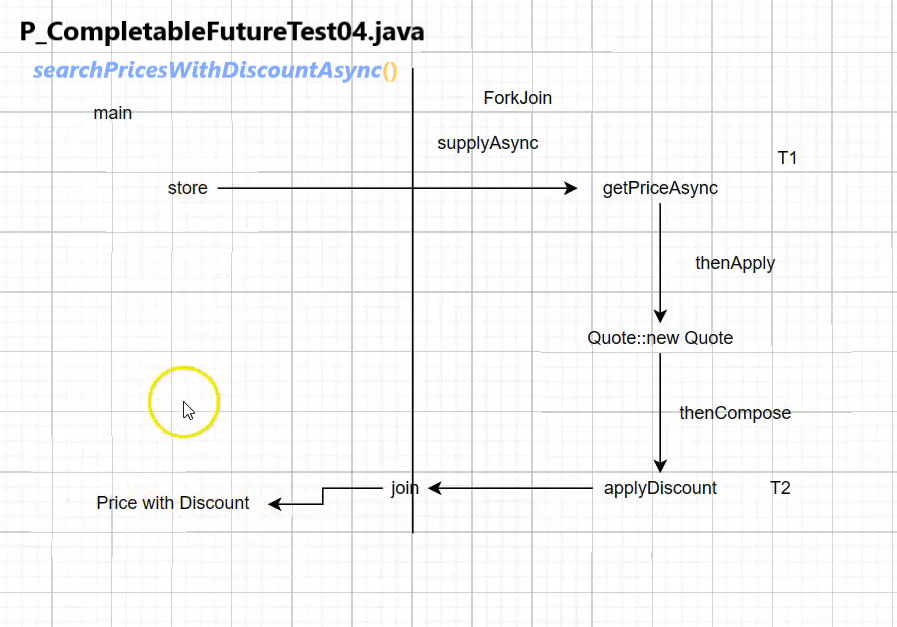 P_CompletableFutureTest04.java
searchPricesWithDiscountAsync()
main
ForkJoin
supplyAsync
T1
store
getPriceAsync
thenApply
Quote::new Quote
thenCompose
join
applyDiscount
T2
Price with Discount